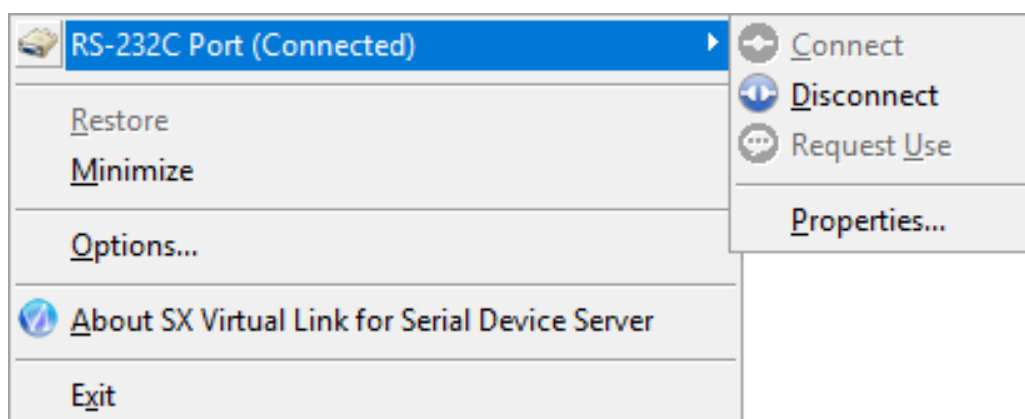 RS-232C Port (Connected)
Restore
Minimize
Options...
About SX Virtual Link for Serial Device Server
Exit
Connect
Disconnect
Request Use
Properties...